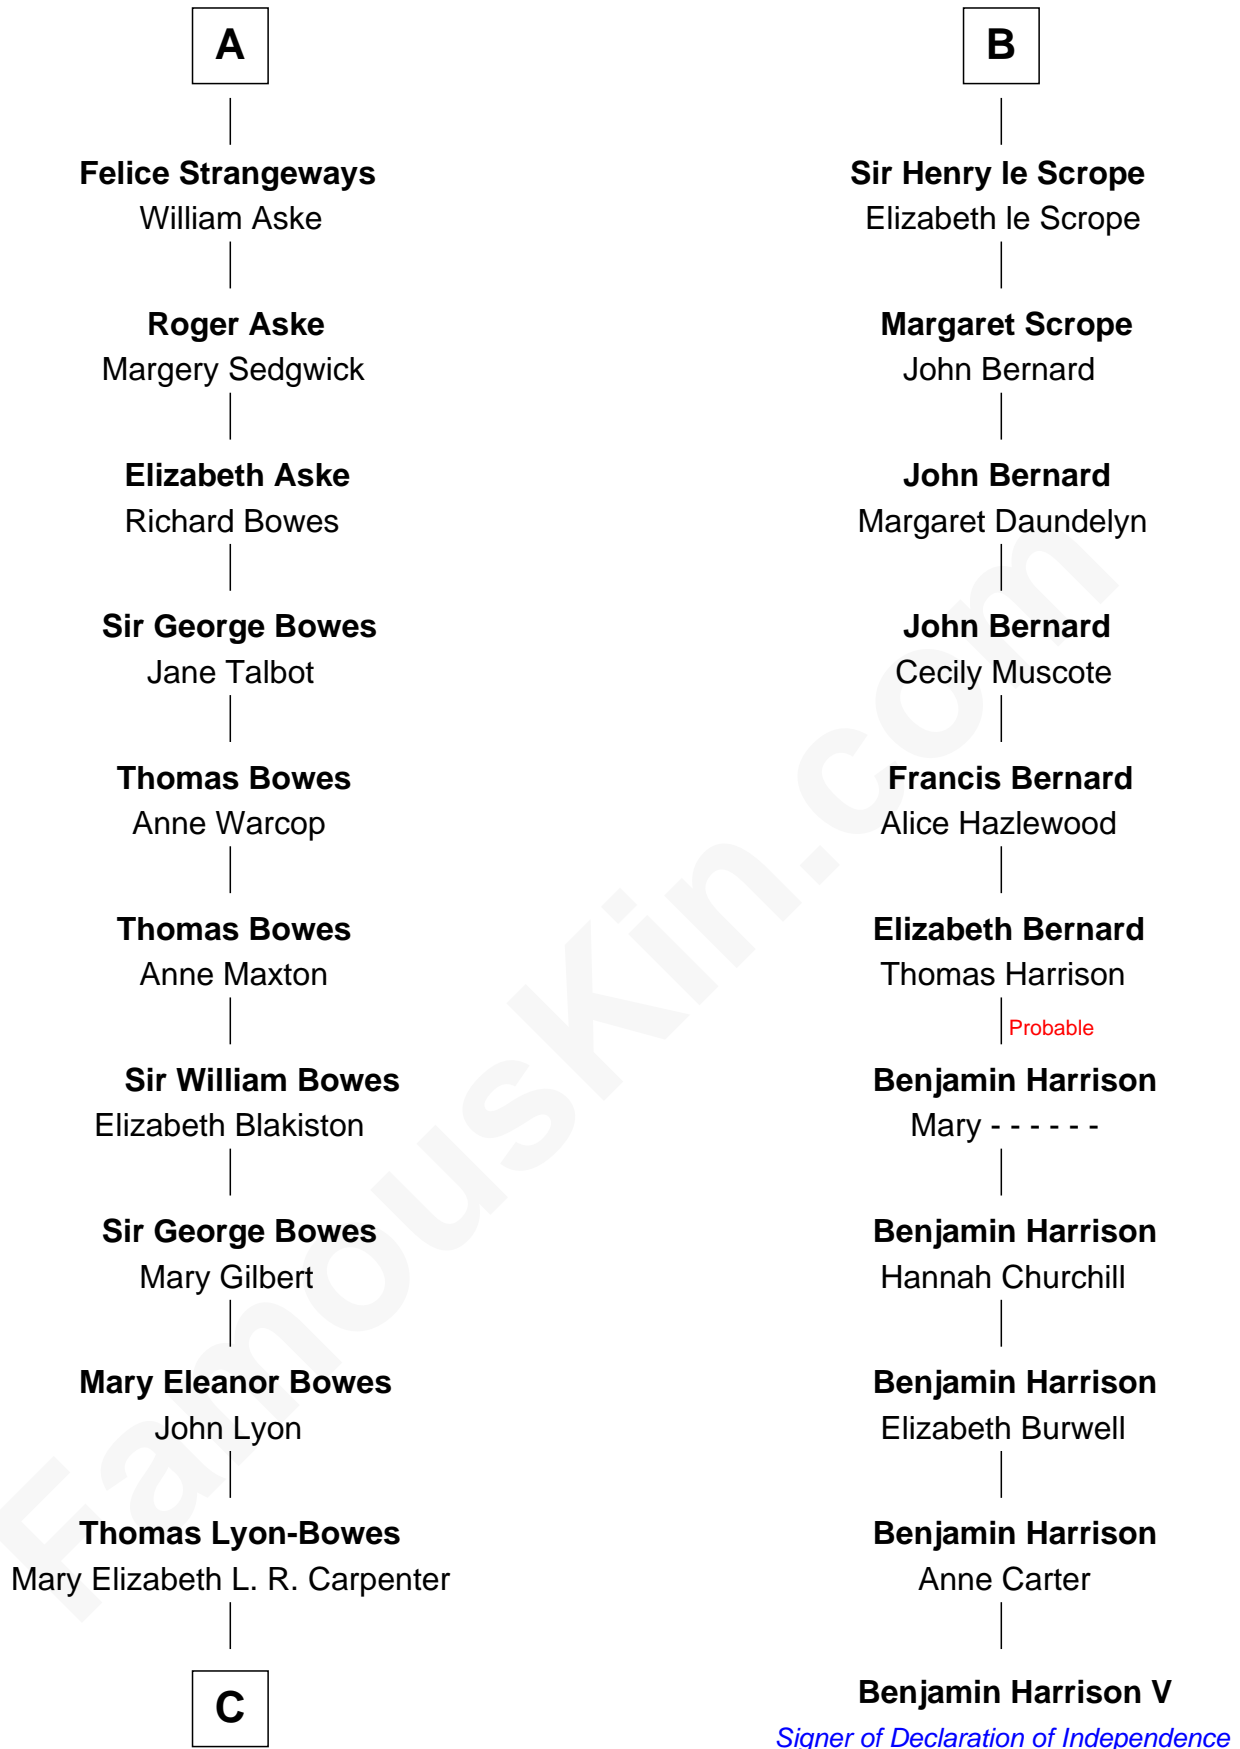 A
Felice Strangeways
William Aske
Roger Aske
Margery Sedgwick
Elizabeth Aske
Richard Bowes
Sir George Bowes
Jane Talbot
Thomas Bowes
Anne Warcop
Thomas Bowes
Anne Maxton
Sir William Bowes
Elizabeth Blakiston
Sir George Bowes
Mary Gilbert
Mary Eleanor Bowes
John Lyon
Thomas Lyon-Bowes
Mary Elizabeth L. R. Carpenter
C
B
Sir Henry le Scrope
Elizabeth le Scrope
Margaret Scrope
John Bernard
John Bernard
Margaret Daundelyn
John Bernard
Cecily Muscote
Francis Bernard
Alice Hazlewood
Elizabeth Bernard
Thomas Harrison
Probable
Benjamin Harrison
Mary - - - - - -
Benjamin Harrison
Hannah Churchill
Benjamin Harrison
Elizabeth Burwell
Benjamin Harrison
Anne Carter
Benjamin Harrison V
Signer of Declaration of Independence
FamousKin.com